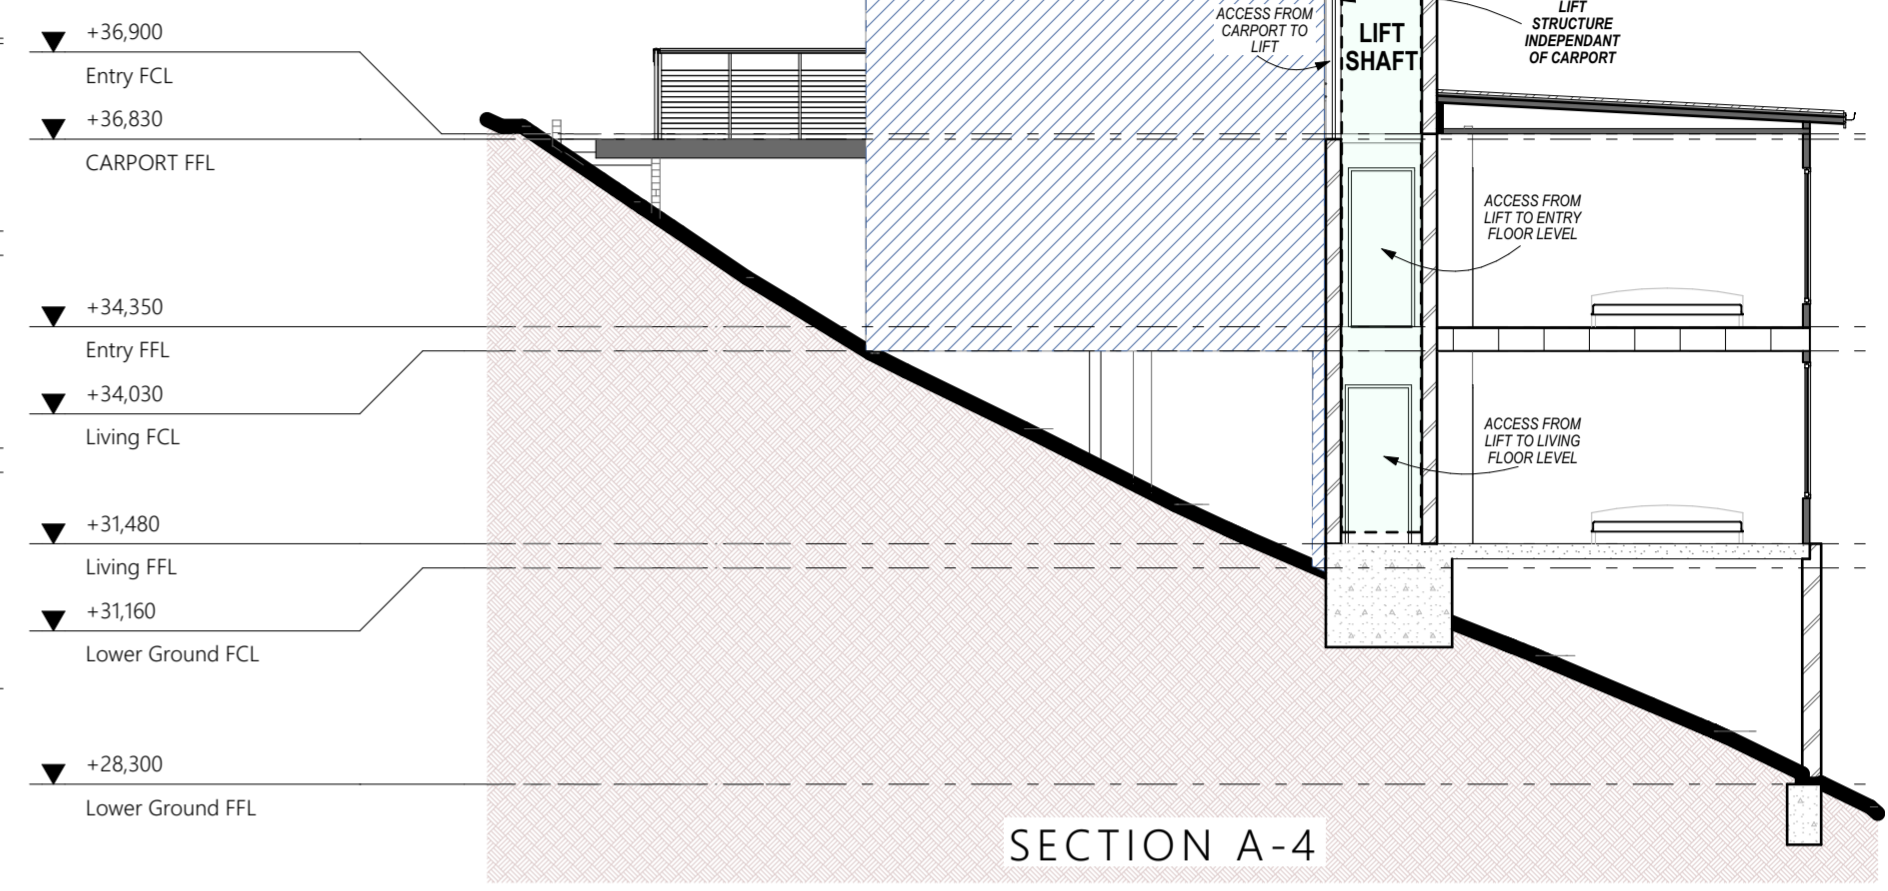 +36,900
Entry FCL
+36,830
CARPORT FFL
+34,350
Entry FFL
+34,030
Living FCL
+31,480
Living FFL
+31,160
Lower Ground FCL
+28,300
Lower Ground FFL
ACCESS FROM
CARPORT TO
LIFT
LIFT
SHAFT
LIFT
STRUCTURE
INDEPENDANT
OF CARPORT
ACCESS FROM
LIFT TO ENTRY
FLOOR LEVEL
ACCESS FROM
LIFT TO LIVING
FLOOR LEVEL
SECTION A-4